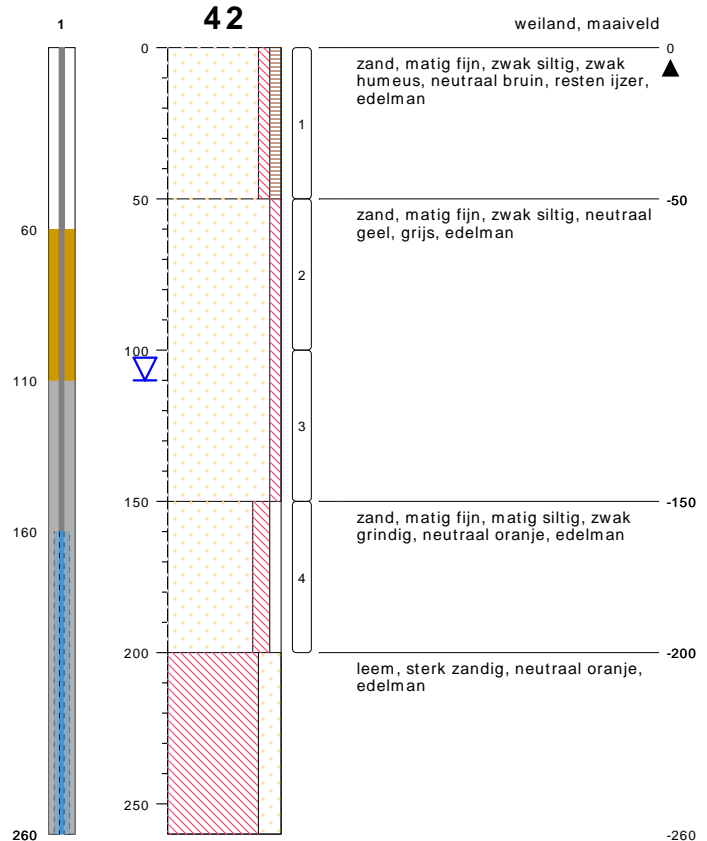 1
42
weiland, maaiveld
0
0
zand, matig fijn, zwak siltig, zwak
humeus, neutraal bruin, resten ijzer,
edelman
1
50
-50
zand, matig fijn, zwak siltig, neutraal
geel, grijs, edelman
60
2
100
110
3
150
-150
zand, matig fijn, matig siltig, zwak
grindig, neutraal oranje, edelman
160
4
200
-200
leem, sterk zandig, neutraal oranje,
edelman
250
260
-260